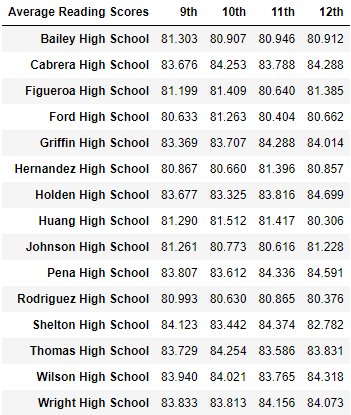 Average Reading Scores 9th 10th 11th 12th
Bailey High School 81.303 80.907 80.946 80.912
Cabrera High School 83.676 84.253 83.788 84.288
Figueroa High School 81.199 81.409 80.640 81.385
Ford High School 80.633 81.263 80.404 80.662
Griffin High School 83.369 83.707 84.288 84.014
Hernandez High School 80.867 80.660 81.396 80.857
Holden High School 83.677 83.325 83.816 84.699
Huang High School 81.290 81.512 81.417 80.306
Johnson High School 81.261 80.773 80.616 81.228
Pena High School 83.807 83.612 84.336 84.591
Rodriguez High School 80.993 80.630 80.865 80.376
Shelton High School 84.123 83.442 84.374 82.782
Thomas High School 83.729 84.254 83.586 83.831
Wilson High School 83.940 84.021 83.765 84.318
Wright High School 83.833 83.813 84.156 84.073